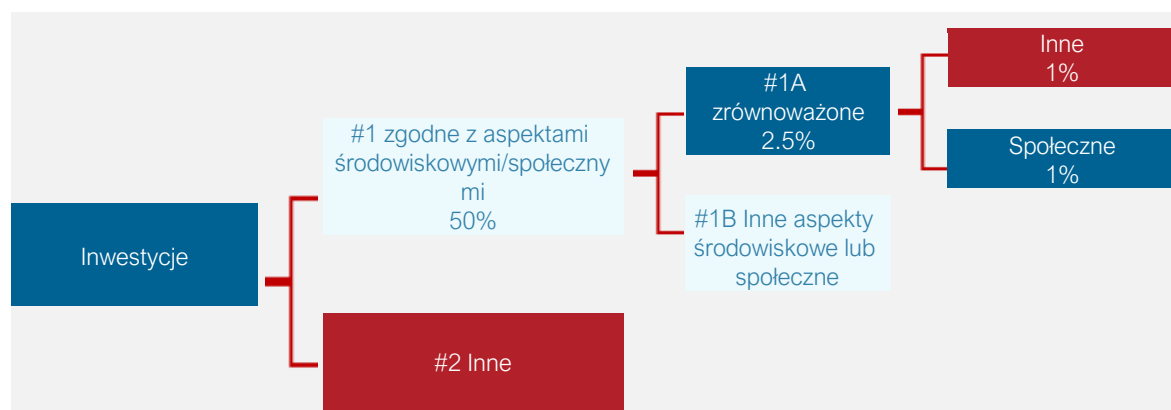 Inwestycje
#1 zgodne z aspektami
środowiskowymi/społeczny
mi
50%
#2 Inne
#1A
zrównoważone
2.5%
#1B Inne aspekty
środowiskowe lub
społeczne
Inne
1%
Społeczne
1%